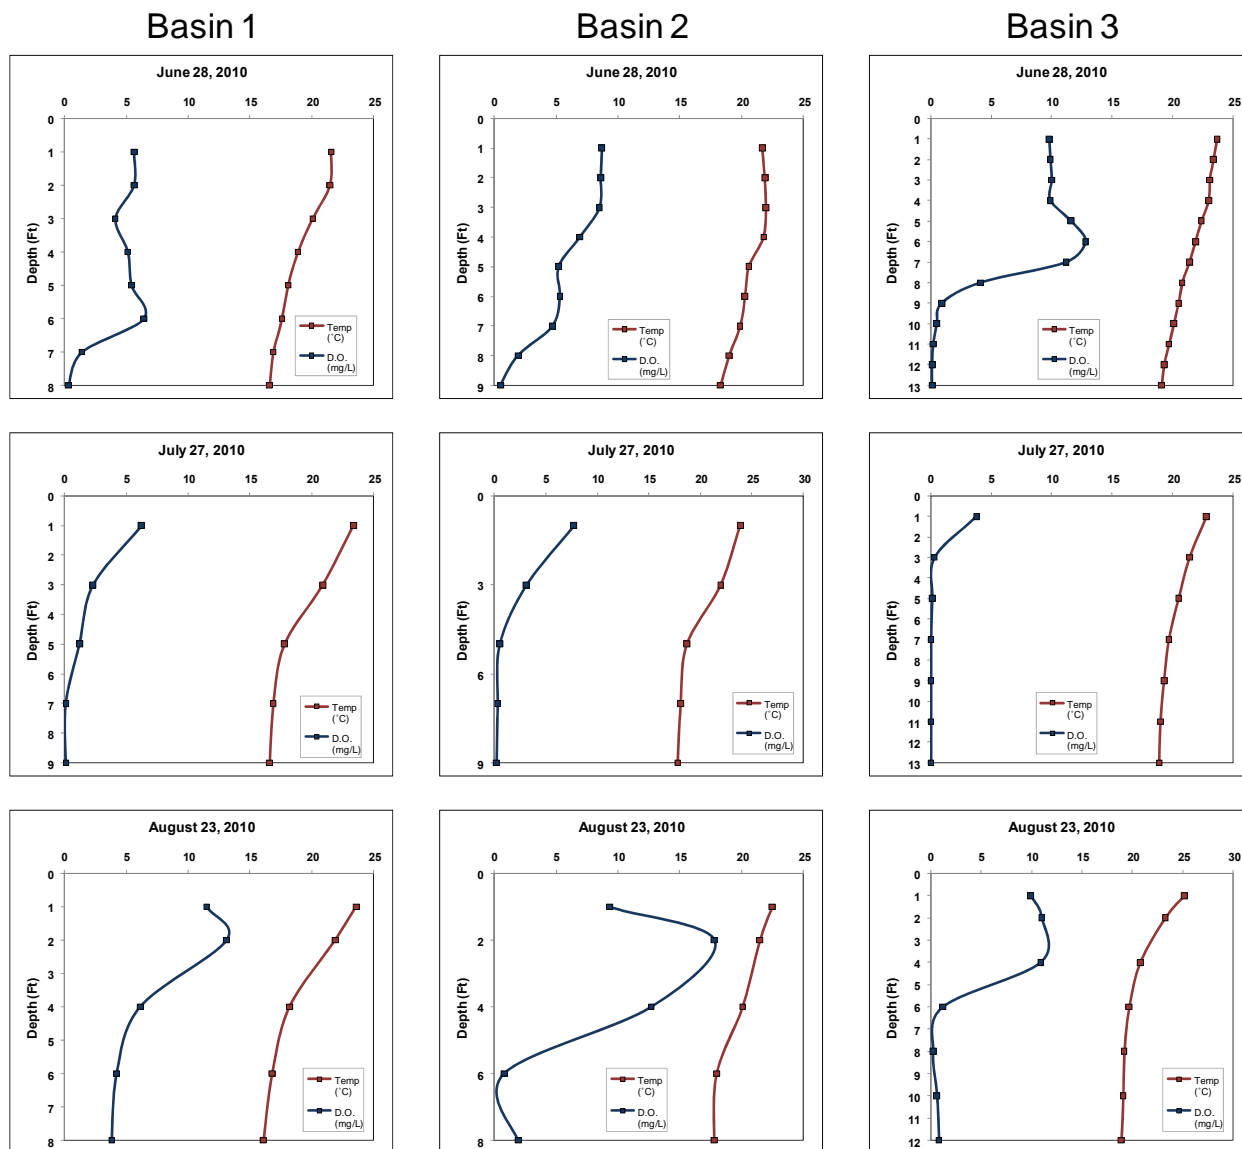 Basin 1
Basin 2
Basin 3
June 28, 2010
0 5 10 15 20 25
Depth (Ft)
0
1
2
3
4
5
6
7
8
Temp
(˚C)
D.O.
(mg/L)
June 28, 2010
0 5 10 15 20 25
Depth (Ft)
0
1
2
3
4
5
6
7
8
9
Temp
(˚C)
D.O.
(mg/L)
June 28, 2010
0 5 10 15 20 25
Depth (Ft)
0
1
2
3
4
5
6
7
8
9
10
11
12
13
Temp
(˚C)
D.O.
(mg/L)
July 27, 2010
0 5 10 15 20 25
Depth (Ft)
0
1
2
3
4
5
6
7
8
9
Temp
(˚C)
D.O.
(mg/L)
July 27, 2010
0 5 10 15 20 25 30
Depth (Ft)
0
3
6
9
Temp
(˚C)
D.O.
(mg/L)
July 27, 2010
0 5 10 15 20 25
Depth (Ft)
0
1
2
3
4
5
6
7
8
9
10
11
12
13
Temp
(˚C)
D.O.
(mg/L)
August 23, 2010
0 5 10 15 20 25
Depth (Ft)
0
1
2
3
4
5
6
7
8
Temp
(˚C)
D.O.
(mg/L)
August 23, 2010
0 5 10 15 20 25
Depth (Ft)
0
2
4
6
8
Temp
(˚C)
D.O.
(mg/L)
August 23, 2010
0 5 10 15 20 25 30
Depth (Ft)
0
1
2
3
4
5
6
7
8
9
10
11
12
Temp
(˚C)
D.O.
(mg/L)